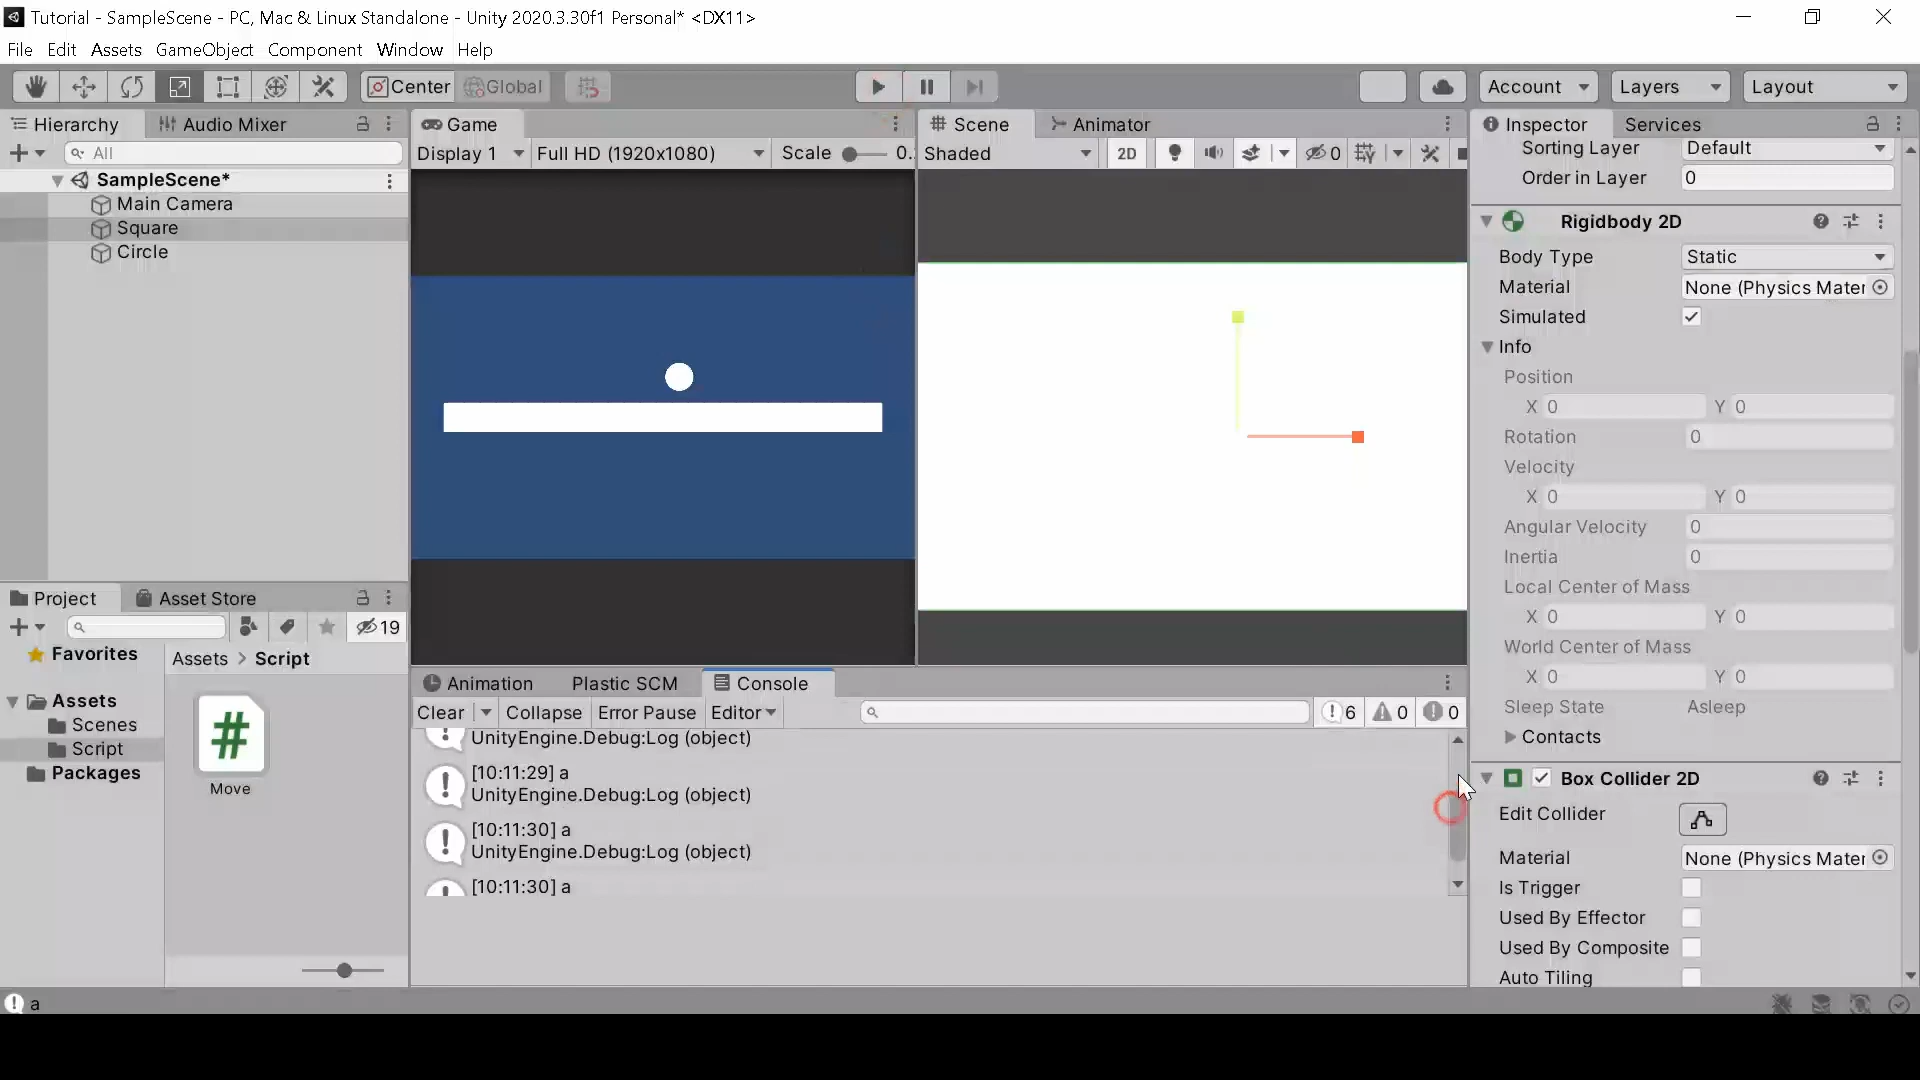 Tutorial - SampleScene - PC, Mac & Linux Standalone - Unity 2020.3.30f1 Personal* <DX11>
File Edit Assets GameObject Component Window Help
Center Global Account Layers Layout
Hierarchy Audio Mixer
All
SampleScene*
Main Camera
Square
Circle
Game
Display 1 Full HD (1920x1080) Scale 0.
Scene Animator
Shaded 2D 0
Inspector Services
Sorting Layer Default
Order in Layer 0
Rigidbody 2D
Body Type Static
Material None (Physics Mater
Simulated
Info
Position
X 0 Y 0
Rotation 0
Velocity
X 0 Y 0
Angular Velocity 0
Inertia 0
Local Center of Mass
X 0 Y 0
World Center of Mass
X 0 Y 0
Sleep State Asleep
Contacts
Box Collider 2D
Edit Collider
Material None (Physics Mater
Is Trigger
Used By Effector
Used By Composite
Auto Tiling
Project Asset Store
19
Favorites
Assets
Scenes
Script
Packages
Assets > Script
#
Move
Animation Plastic SCM Console
Clear Collapse Error Pause Editor 6 0 0
UnityEngine.Debug:Log (object)
[10:11:29] a
UnityEngine.Debug:Log (object)
[10:11:30] a
UnityEngine.Debug:Log (object)
[10:11:30] a
a